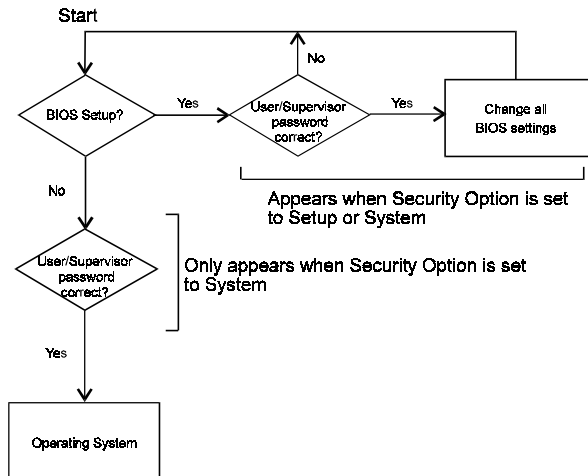 Start
No
BIOS Setup?
Yes
User/Supervisor
password
correct?
Yes
Change all
BIOS settings
No
Appears when Security Option is set
to Setup or System
User/Supervisor
password
correct?
Only appears when Security Option is set
to System
Yes
Operating System